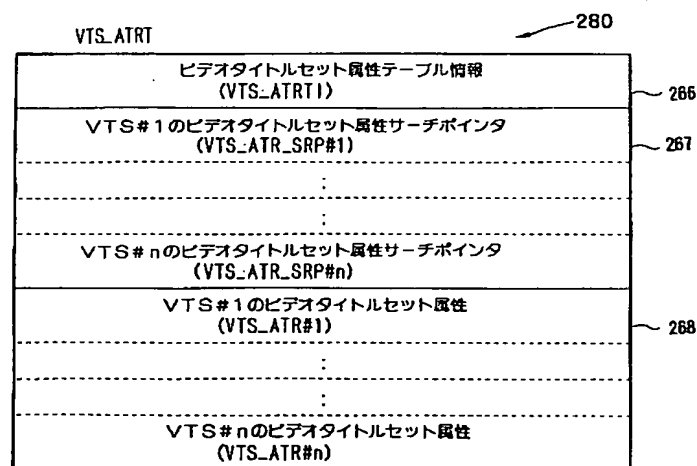 VTS_ATRT
280
ビデオタイトルセット属性テーブル情報
(VTS_ATRTI)
266
VTS#1のビデオタイトルセット属性サーチポインタ
(VTS_ATR_SRP#1)
267
:
:
VTS#nのビデオタイトルセット属性サーチポインタ
(VTS_ATR_SRP#n)
VTS#1のビデオタイトルセット属性
(VTS_ATR#1)
268
:
:
VTS#nのビデオタイトルセット属性
(VTS_ATR#n)